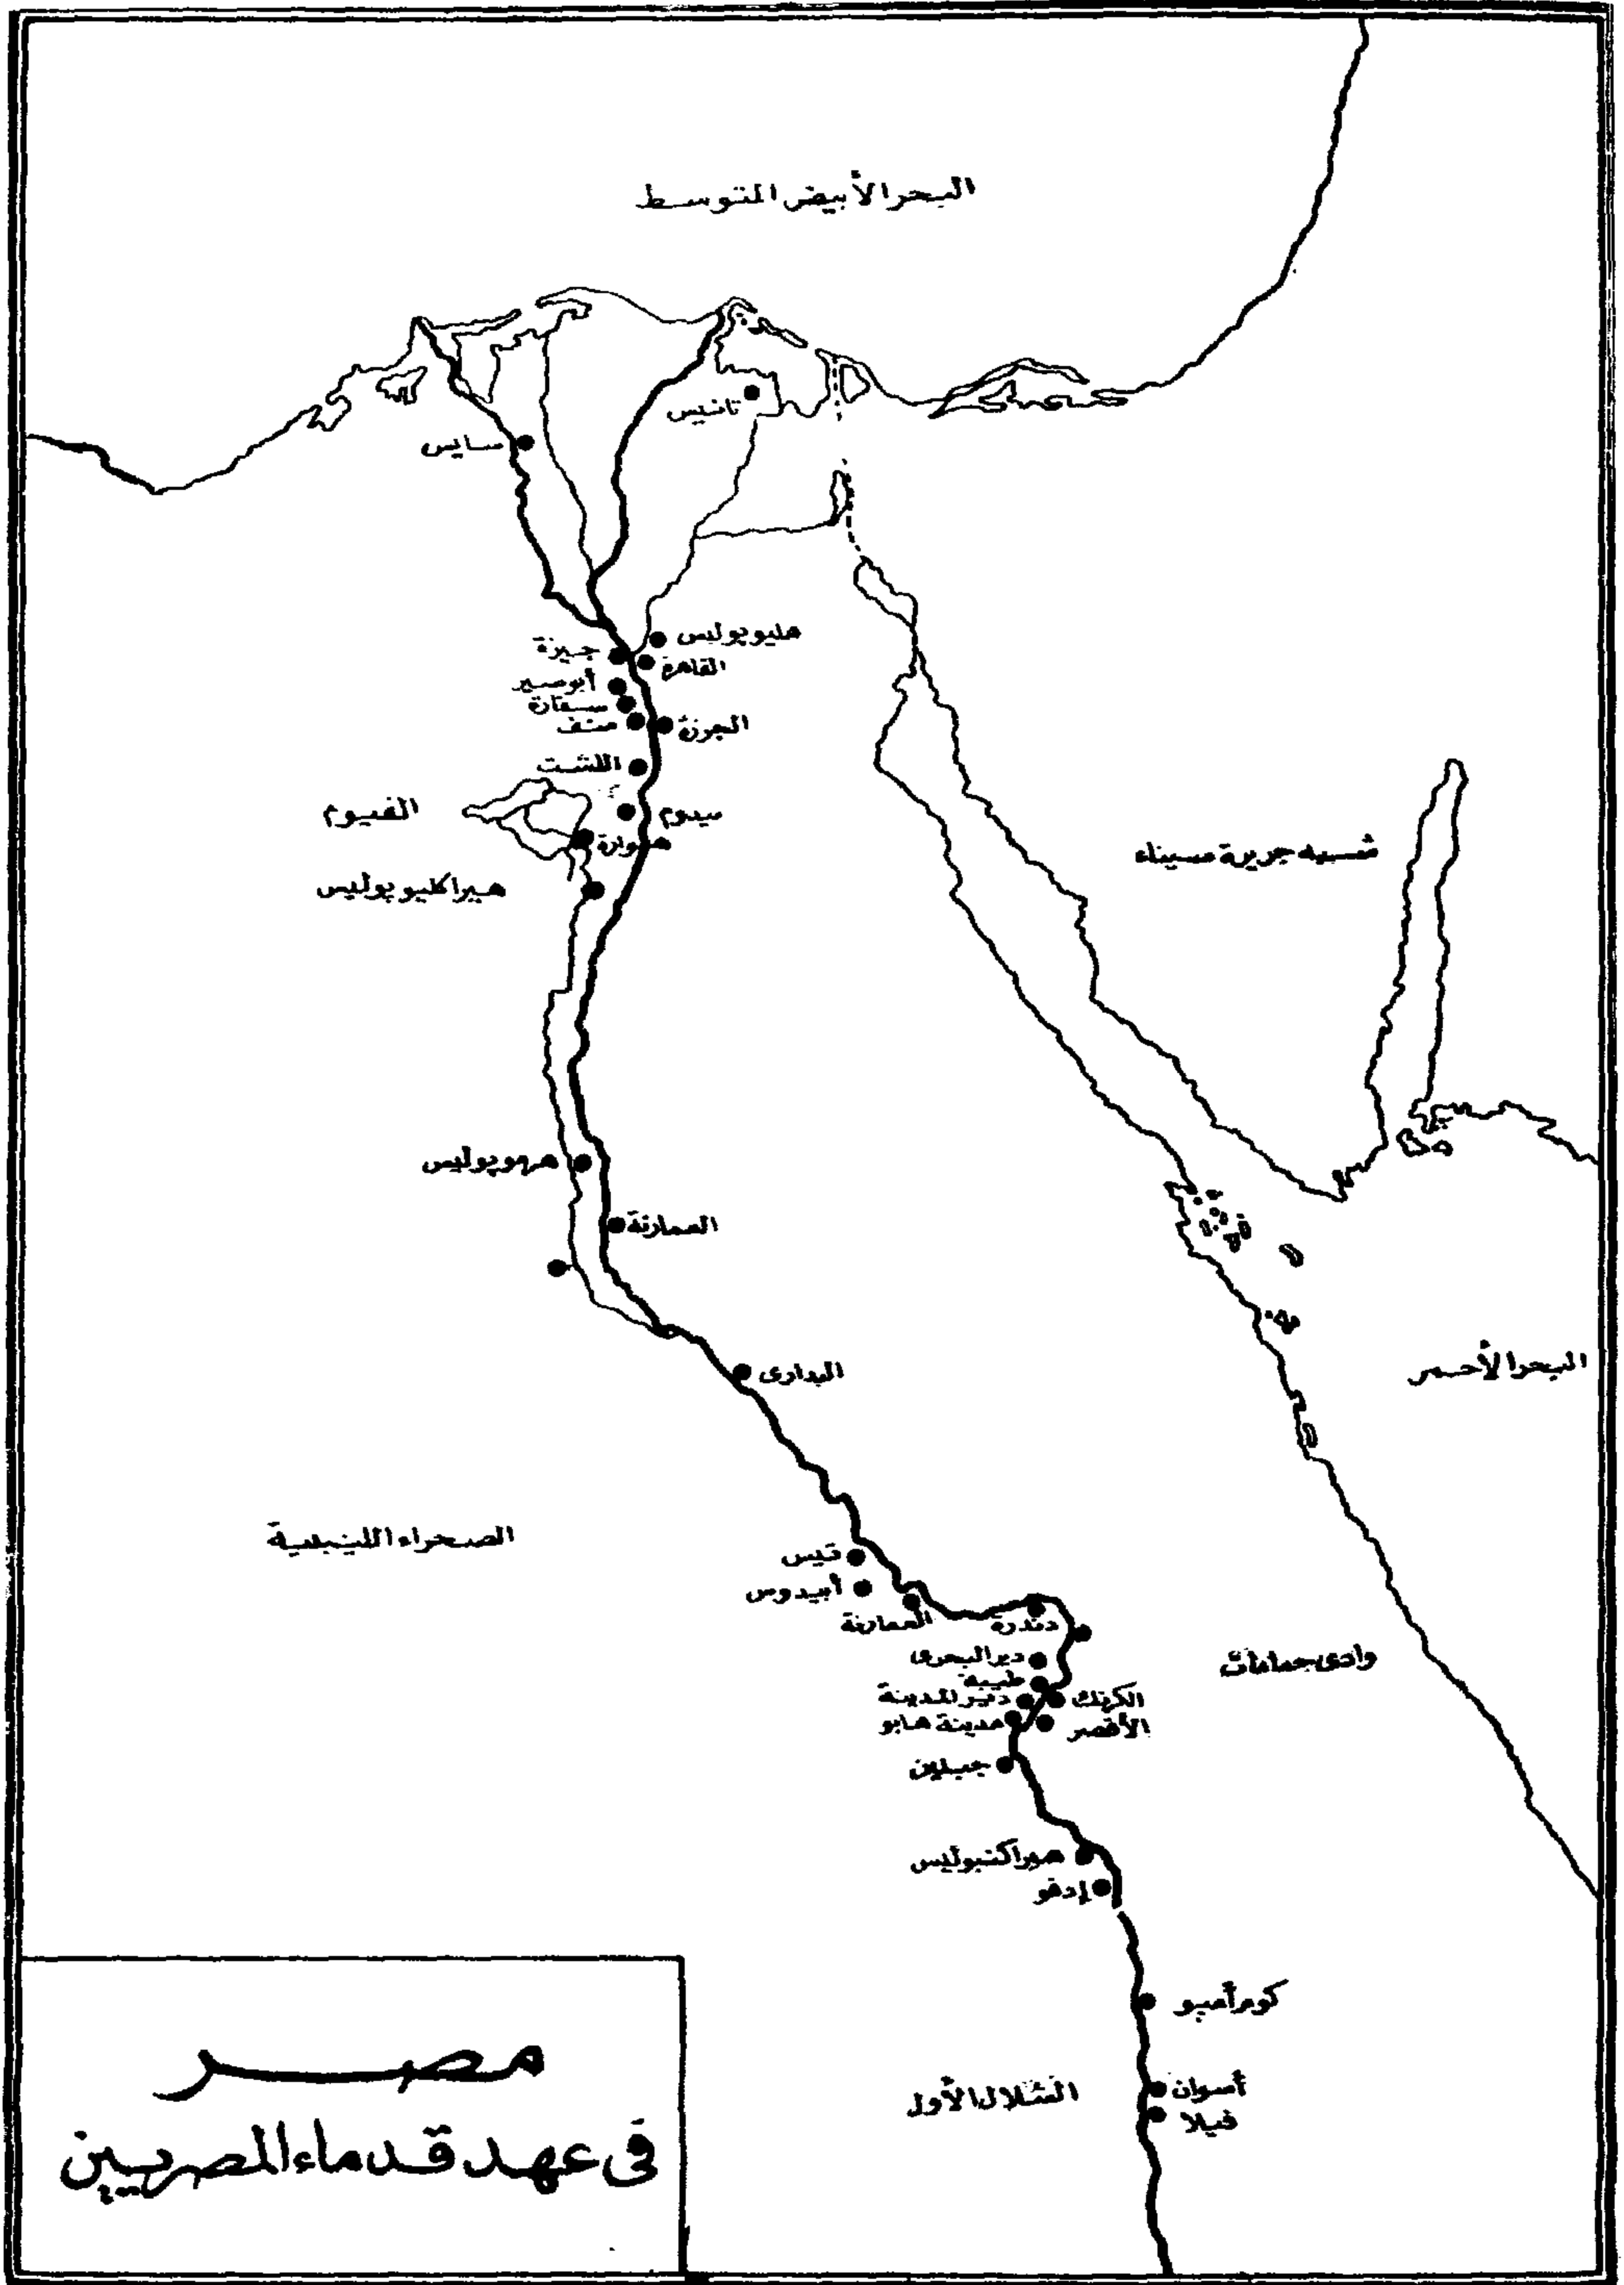 البحر الأبيض المتوسط
تانيس
سايس
هليوبوليس
جيزة
القاهرة
أبوصير
سقارة
منف
الجرزة
اللشت
الفيوم
ميدوم
هوارة
شبه جزيرة سيناء
هيراكليوبوليس
هرموبوليس
العمارنة
البدارى
البحر الأحمر
الصحراء الليبية
تيس
أبيدوس
العمارنة
دندرة
دير البحرى
وادى حمامات
طيبة
دير المدينة
الكرنك
مدينة هابو
الأقصر
جبلين
هيراكنبوليس
إدفو
كوم أمبو
أسوان
الشلال الأول
فيلا
مصر
فى عهد قدماء المصريين